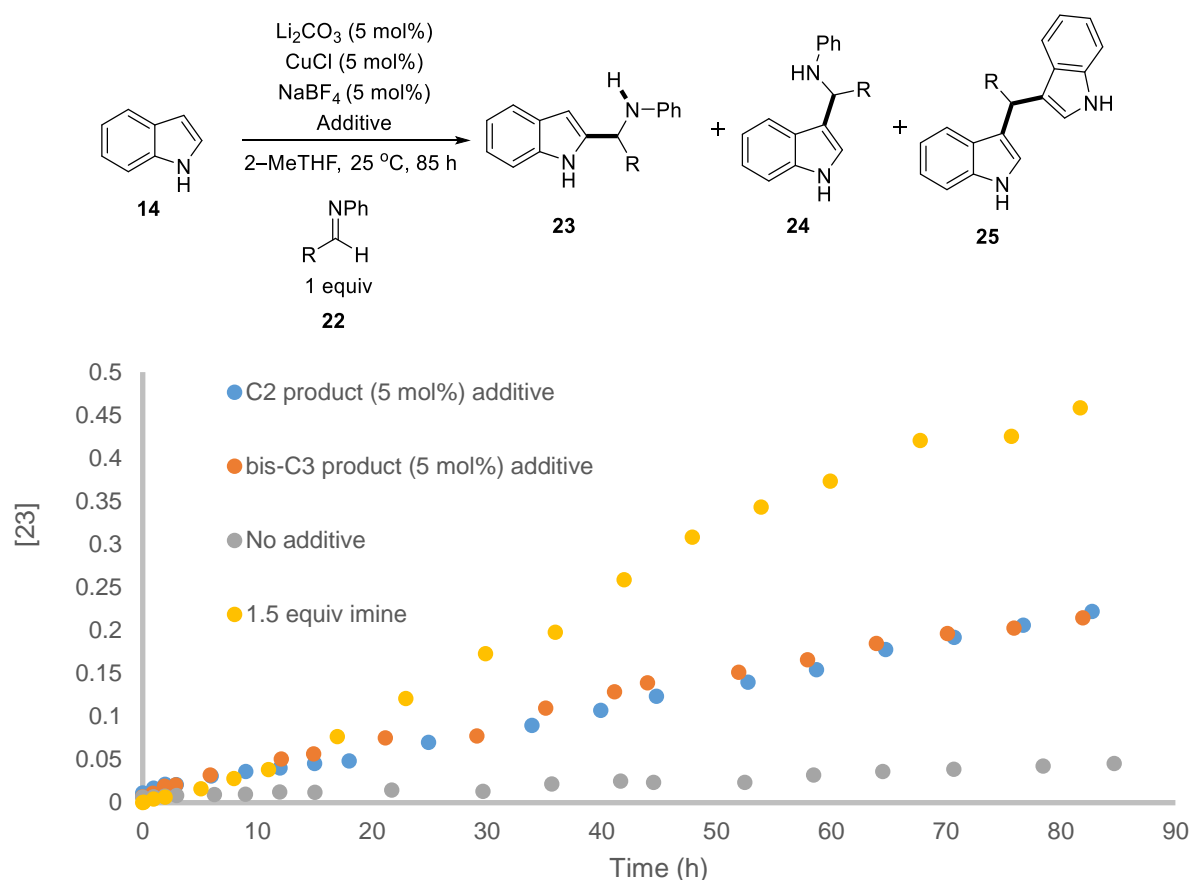 Li2CO3 (5 mol%)
CuCl (5 mol%)
NaBF4 (5 mol%)
Additive
2–MeTHF, 25 °C, 85 h
N
H
14
NPh
R
H
1 equiv
22
H
N
Ph
N
H
R
23
+
Ph
HN
R
N
H
24
+
R
NH
N
H
25
0.5
0.45
0.4
0.35
0.3
0.25
0.2
0.15
0.1
0.05
0
[23]
C2 product (5 mol%) additive
bis-C3 product (5 mol%) additive
No additive
1.5 equiv imine
0 10 20 30 40 50 60 70 80 90
Time (h)